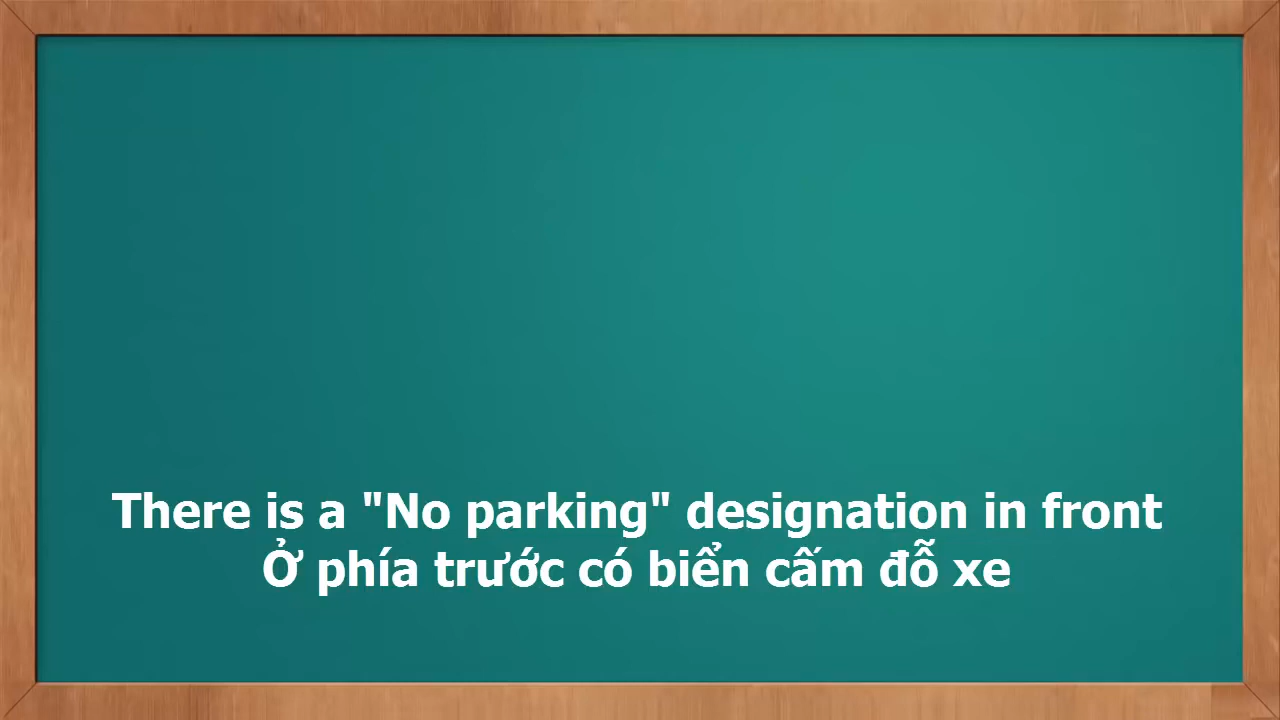 There is a "No parking" designation in front
Ở phía trước có biển cấm đỗ xe